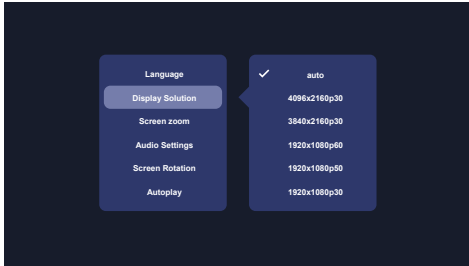 Language
Display Solution
Screen zoom
Audio Settings
Screen Rotation
Autoplay
auto
4096x2160p30
3840x2160p30
1920x1080p60
1920x1080p50
1920x1080p30